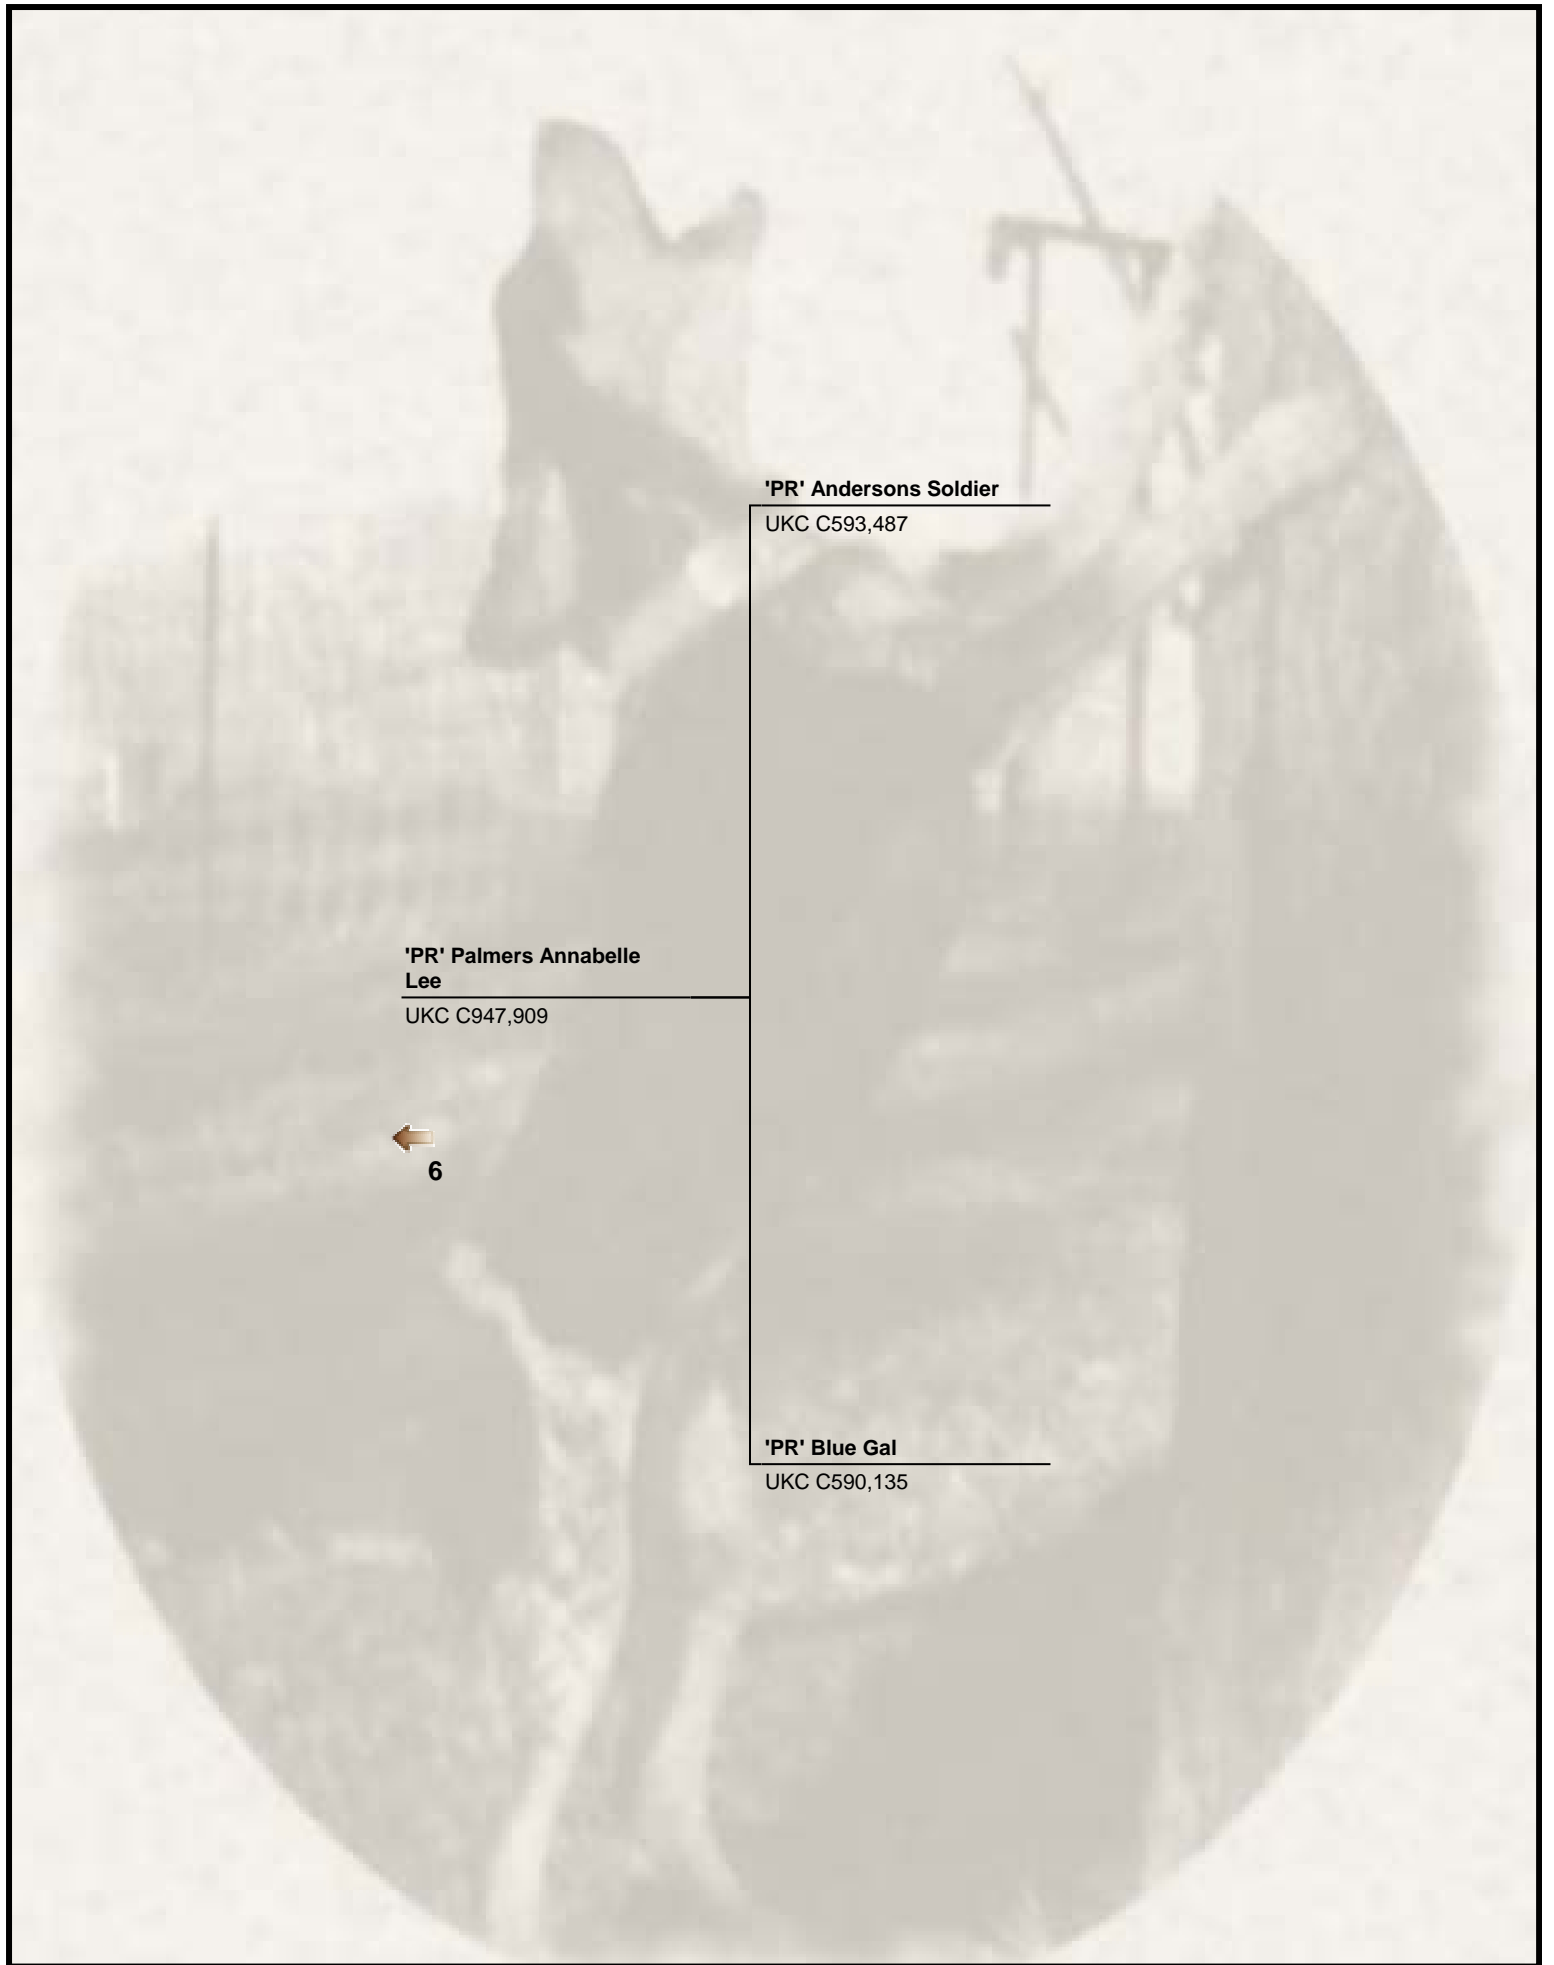 'PR' Andersons Soldier
UKC C593,487
'PR' Palmers Annabelle
Lee
UKC C947,909
6
'PR' Blue Gal
UKC C590,135